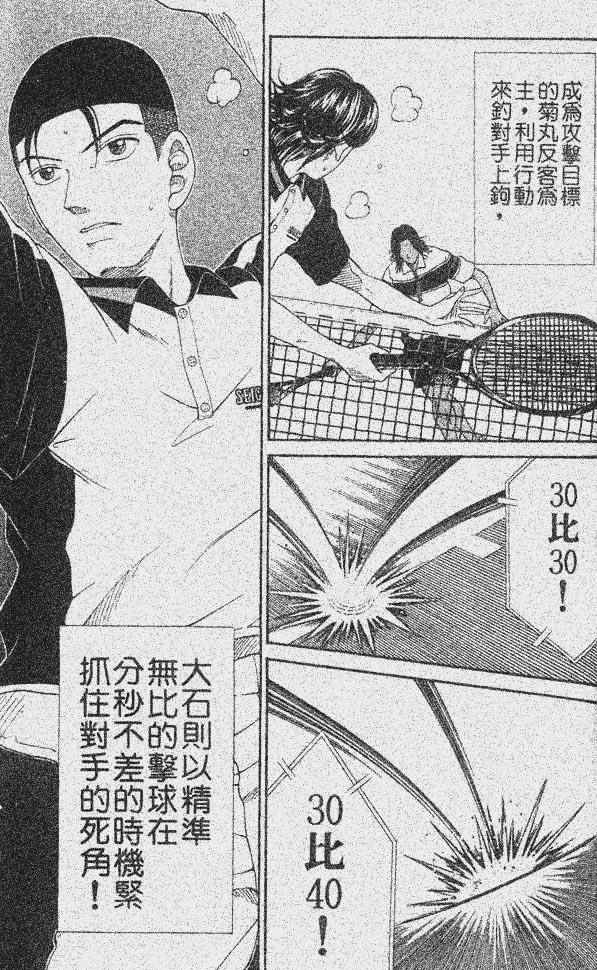 成為攻擊目標
的菊丸反客為
主，利用行動
來釣對手上鉤，
30
比
30！
30
比
40！
SEIG
大石則以精準
無比的擊球在
分秒不差的時機緊
抓住對手的死角！